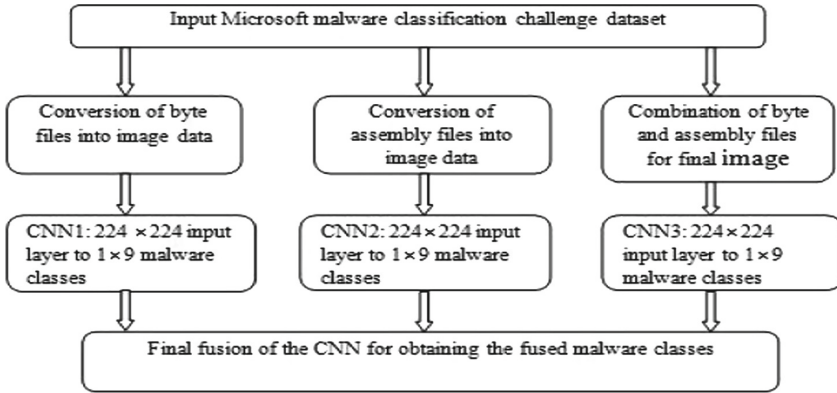 Input Microsoft malware classification challenge dataset
Conversion of byte
files into image data
Conversion of
assembly files into
image data
Combination of byte
and assembly files
for final image
CNN1: 224 × 224 input
layer to 1×9 malware
classes
CNN2: 224×224 input
layer to 1×9 malware
classes
CNN3: 224×224
input layer to 1×9
malware classes
Final fusion of the CNN for obtaining the fused malware classes